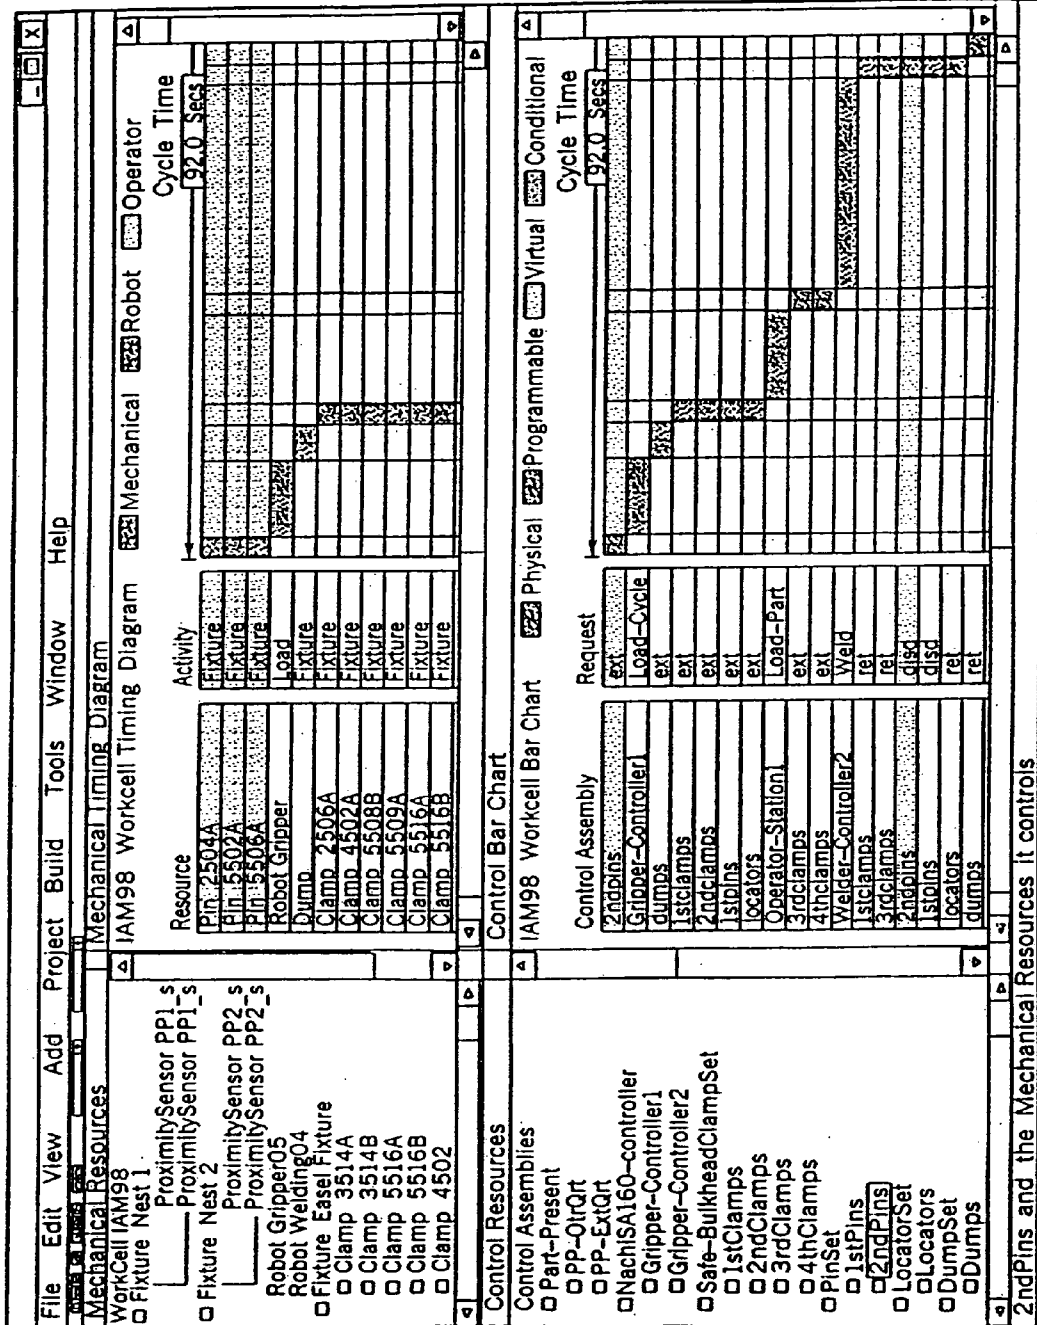 File Edit View Add Project Build Tools Window Help
Mechanical Resources
WorkCell IAM98
Fixture Nest 1
ProximitySensor PP1_s
ProximitySensor PP1_s
Fixture Nest 2
ProximitySensor PP2_s
ProximitySensor PP2_s
Robot Gripper05
Robot Welding04
Fixture Easel Fixture
Clamp 3514A
Clamp 3514B
Clamp 5516A
Clamp 5516B
Clamp 4502
Mechanical Timing Diagram
IAM98 Workcell Timing Diagram Mechanical Robot Operator
Resource Activity Cycle Time
92.0 Secs
Pin 2504A Fixture
Pin 5502A Fixture
Pin 5506A Fixture
Robot Gripper Load
Dump Fixture
Clamp 2506A Fixture
Clamp 4502A Fixture
Clamp 5508B Fixture
Clamp 5509A Fixture
Clamp 5516A Fixture
Clamp 5516B Fixture
Control Resources
Control Assemblies
Part-Present
PP-OtrQrt
PP-ExtQrt
NachiSA160-controller
Gripper-Controller1
Gripper-Controller2
Safe-BulkheadClampSet
1stClamps
2ndClamps
3rdClamps
4thClamps
PinSet
1stPins
2ndPins
LocatorSet
Locators
DumpSet
Dumps
Control Bar Chart
IAM98 Workcell Bar Chart Physical Programmable Virtual Conditional
Control Assembly Request Cycle Time
92.0 Secs
2ndpins ext
Gripper-Controller1 Load-Cycle
dumps ext
1stclamps ext
2ndclamps ext
1stpins ext
locators ext
Operator-Station1 Load-Part
3rdclamps ext
4thclamps ext
Welder-Controller2 Weld
1stclamps ret
3rdclamps ret
2ndpins disd
1stpins disd
locators ret
dumps ret
2ndPins and the Mechanical Resources it controls